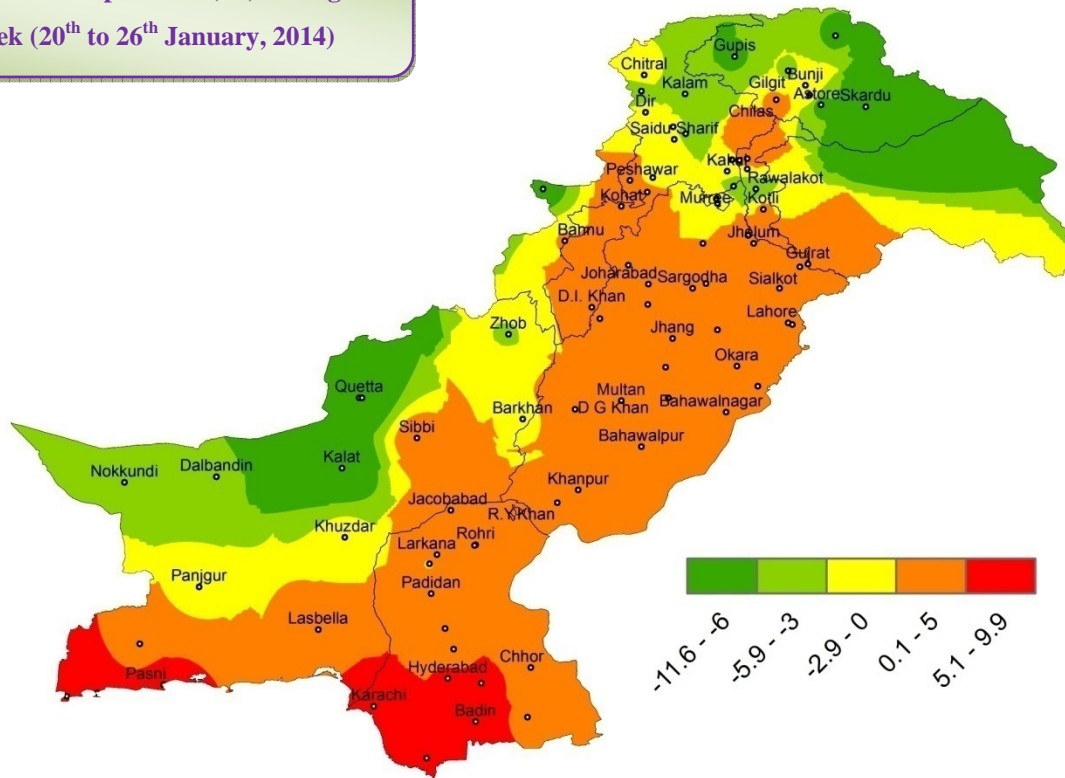 ek (20th to 26th January, 2014)
Gupis
Chitral
Bunji
Gilgit
Kalam
Astore Skardu
Dir
Chilas
Saidu Sharif
Peshawar
Rawalakot
Kohat
Murree
Kotli
Bannu
Jhelum
Gujrat
Joharabad
Sargodha
Sialkot
D.I. Khan
Lahore
Zhob
Jhang
Okara
Quetta
Multan
Barkhan
D G Khan
Bahawalnagar
Sibbi
Bahawalpur
Kalat
Dalbandin
Nokkundi
Khanpur
Jacobabad
R.Y.Khan
Khuzdar
Rohri
Larkana
Panjgur
Padidan
Lasbella
Chhor
Hyderabad
Pasni
Karachi
Badin
-11.6 - -6
-5.9 - -3
-2.9 - 0
0.1 - 5
5.1 - 9.9